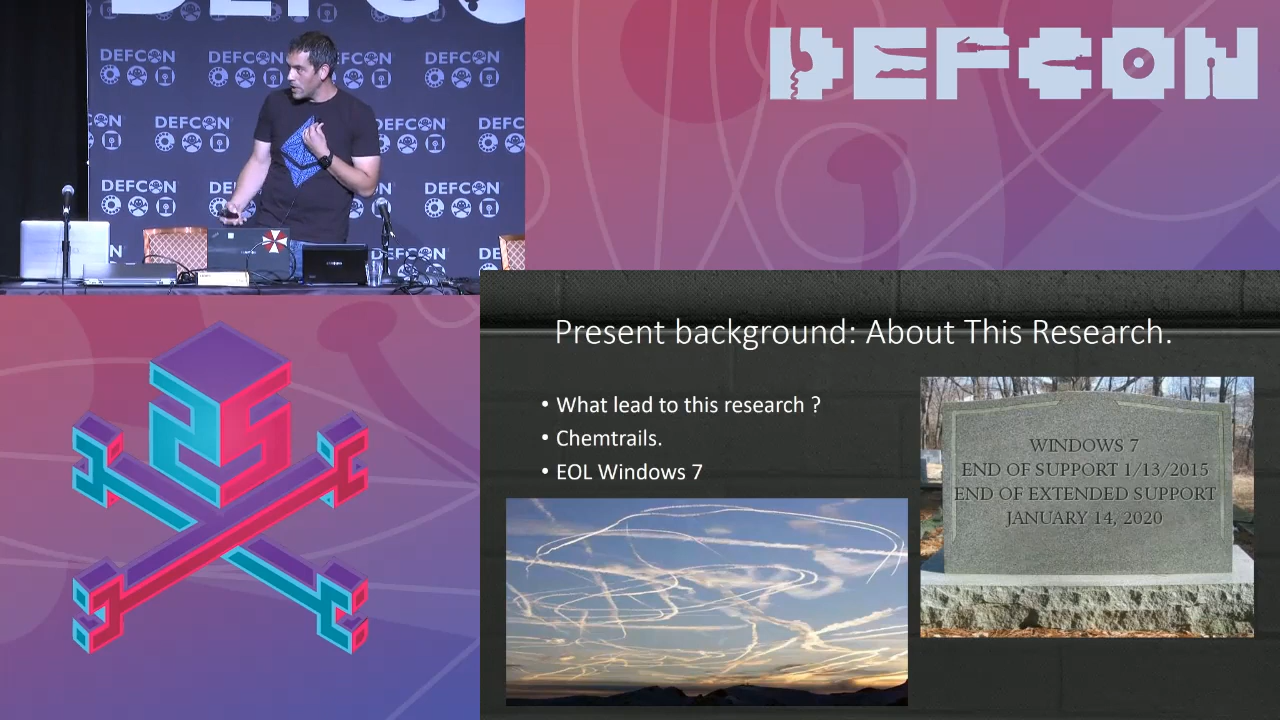 DEFCON
DEFCON
DEFCON
DEFCON
DEFCON
DEFCON
DEFCON
DEFCON
DEFCON
DEFCON
DEFCON
DEFCON
Present background: About This Research.
• What lead to this research ?
• Chemtrails.
• EOL Windows 7
WINDOWS 7
END OF SUPPORT 1/13/2015
END OF EXTENDED SUPPORT
JANUARY 14, 2020